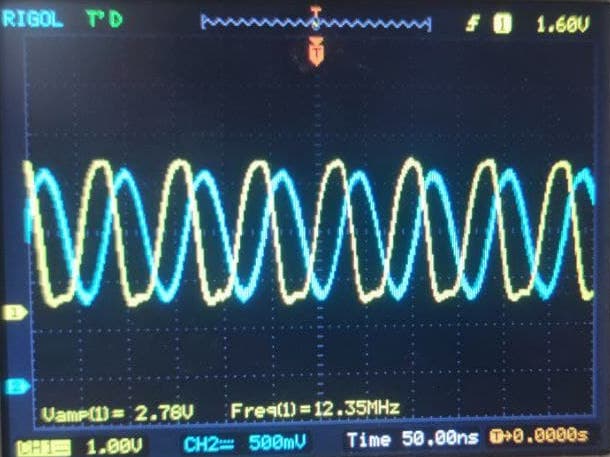 RIGOL T'D 1 1.60V
T
T
1
2
Vamp(1)= 2.76V Freq(1)=12.35MHz
CH1 1.00V CH2 500mV Time 50.00ns T→0.0000s